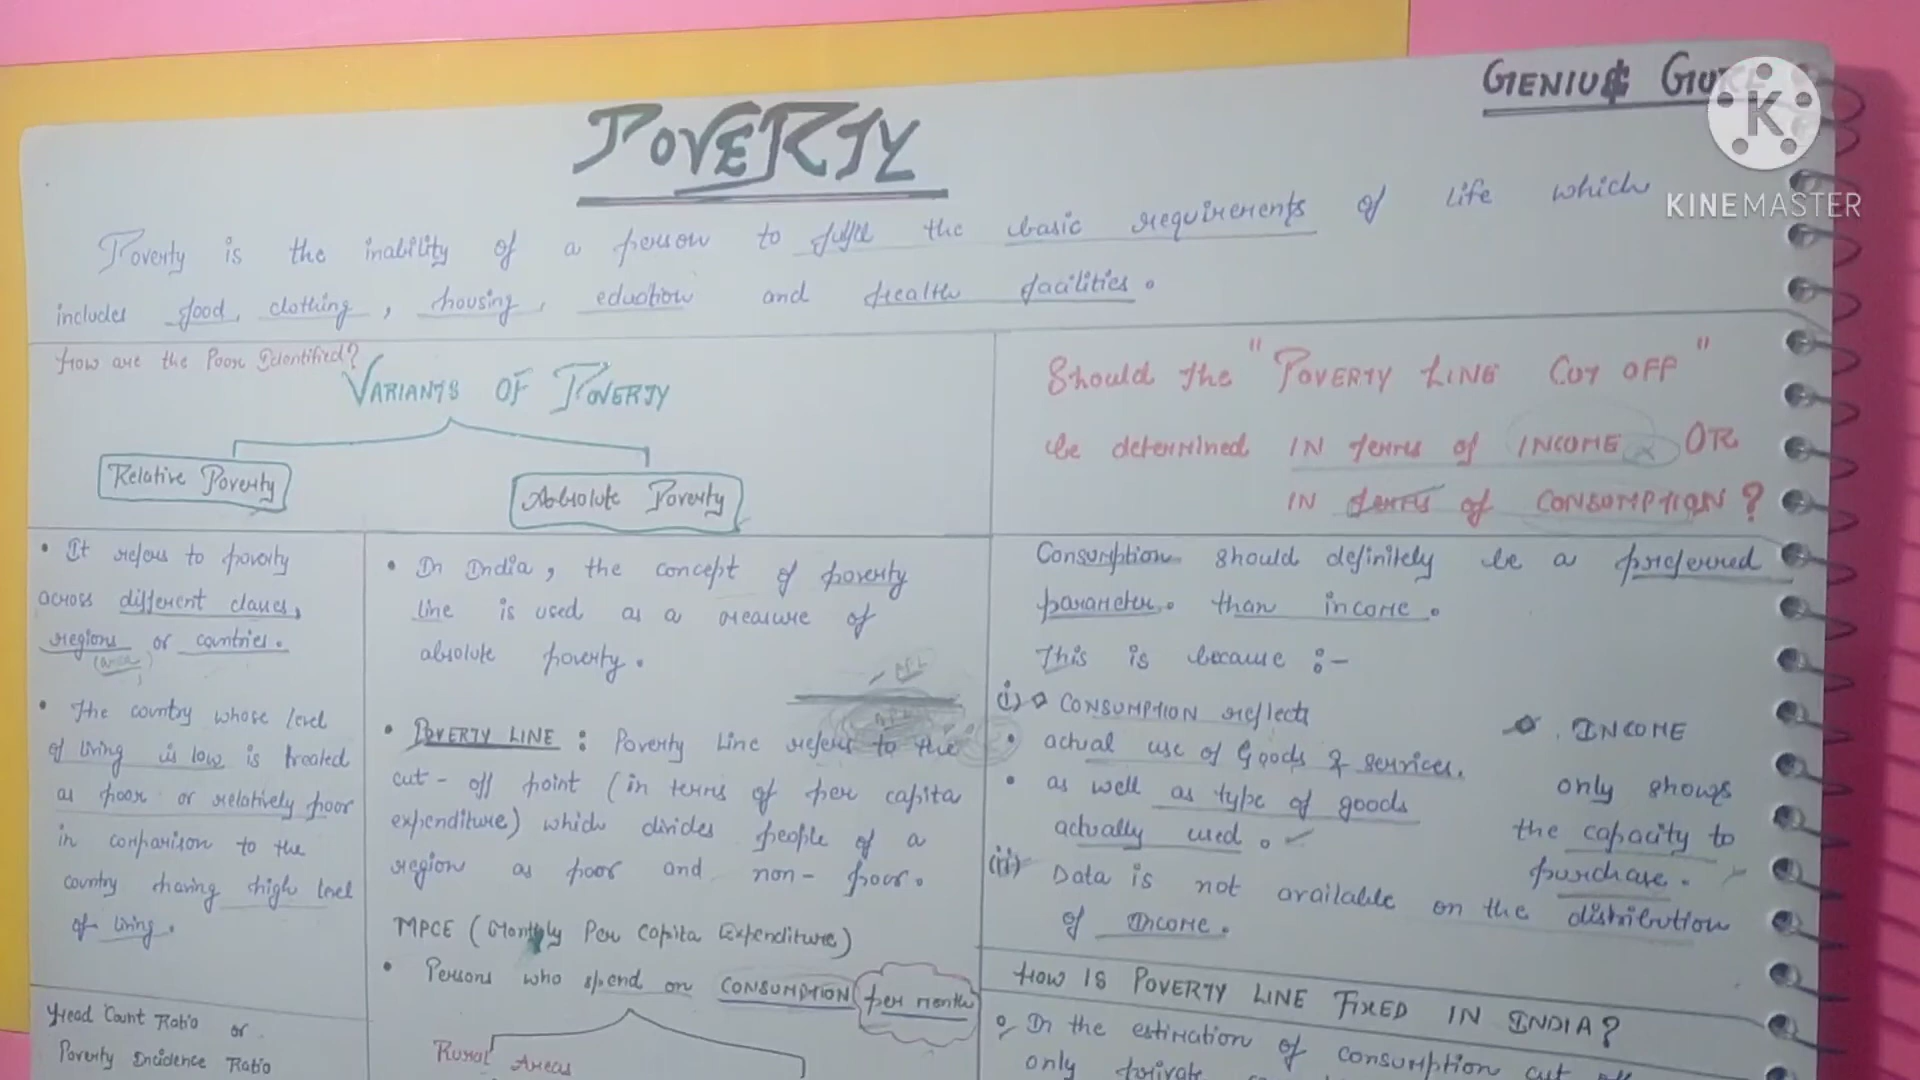 GENIUS
K
KINEMASTER
POVERTY
Poverty is the inability of a person to fulfil the basic requirements of life which
includes food, clothing, housing, eduction and health facilities.
How are the Poor Identified?
VARIANTS OF POVERTY
Relative Poverty
Absolute Poverty
• It refers to poverty
across different classes,
regions or countries.
(area)
• The country whose level
of living is low is treated
as poor or relatively poor
in comparison to the
country having high level
of living.
Head Count Ratio or
Poverty Incidence Ratio
• In India, the concept of poverty
line is used as a measure of
absolute poverty.
• POVERTY LINE : Poverty Line refers to the
cut-off point (in terms of per capita
expenditure) which divides people of a
region as poor and non-poor.
MPCE (Monthly Per Capita Expenditure)
• Persons who spend on CONSUMPTION per month
Rural Areas
Should the "POVERTY LINE CUT OFF"
be determined IN terms of INCOME OR
IN terms of CONSUMPTION?
Consumption should definitely be a preferred
parameter. than income.
This is because :-
(i) CONSUMPTION reflects
• actual use of Goods & services.
• as well as type of goods
actually used.
INCOME
only shows
the capacity to
purchase.
(ii) Data is not available on the distribution
of Income.
HOW IS POVERTY LINE FIXED IN INDIA?
In the estimation of consumption cut off
only private